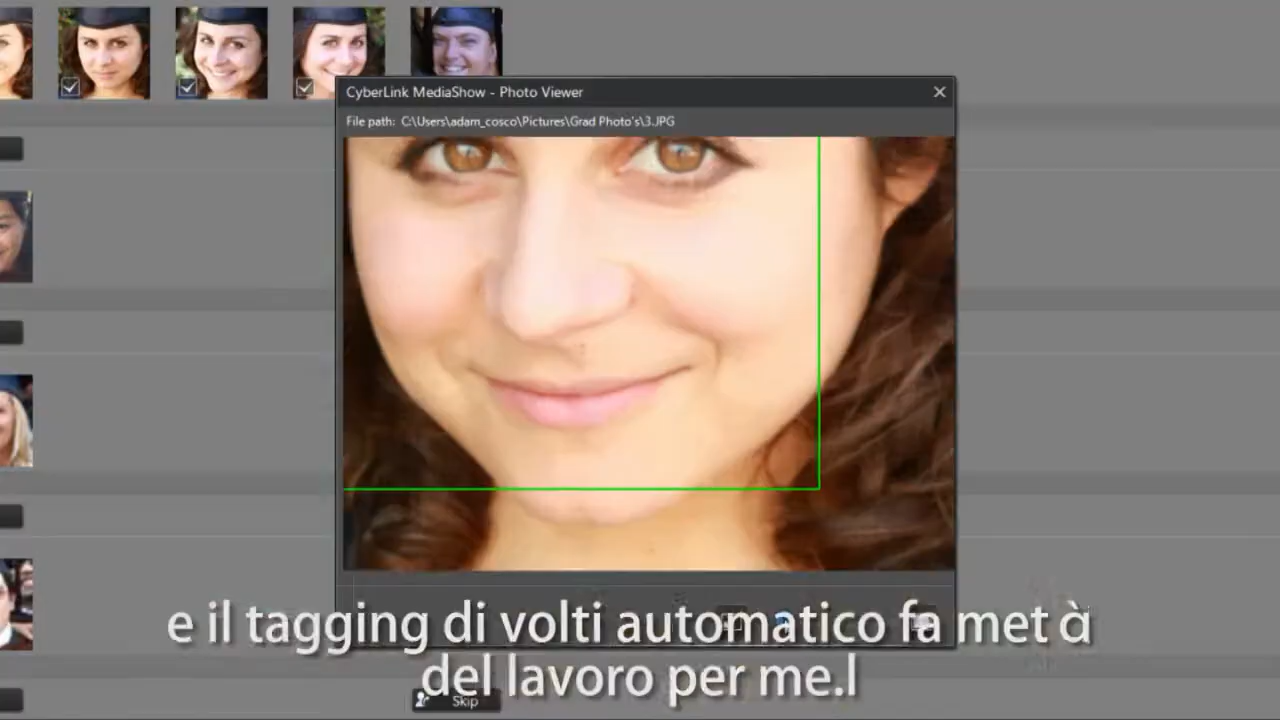 CyberLink MediaShow - Photo Viewer
File path: C:\Users\adam_cosco\Pictures\Grad Photo's\3.JPG
e il tagging di volti automatico fa metà
del lavoro per me.l
Skip